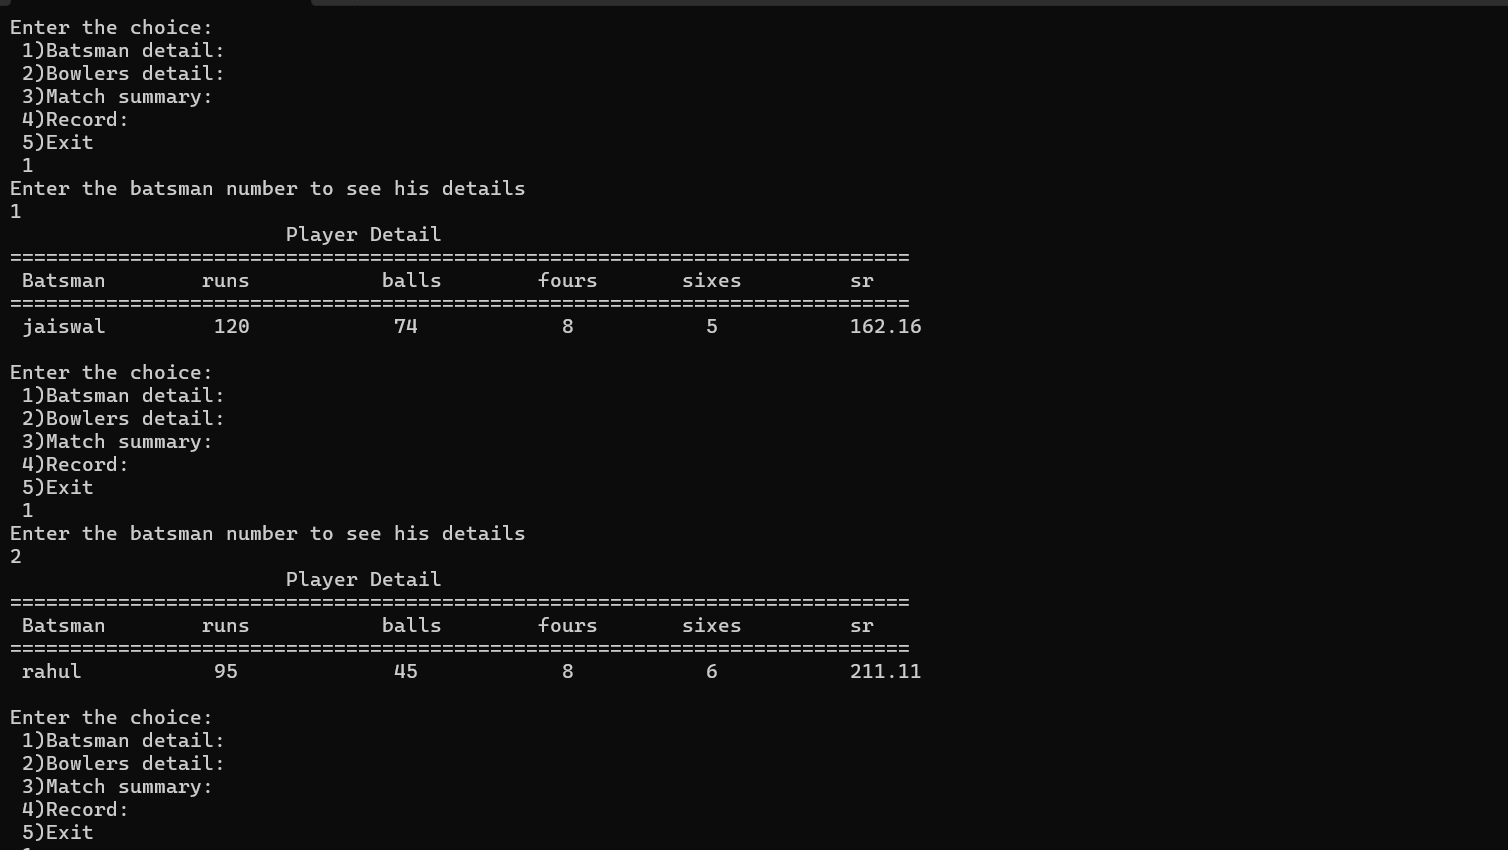 Enter the choice:
 1)Batsman detail:
 2)Bowlers detail:
 3)Match summary:
 4)Record:
 5)Exit
 1
Enter the batsman number to see his details
1
                       Player Detail
===========================================================================
 Batsman        runs           balls        fours       sixes         sr
===========================================================================
 jaiswal         120            74            8           5           162.16

Enter the choice:
 1)Batsman detail:
 2)Bowlers detail:
 3)Match summary:
 4)Record:
 5)Exit
 1
Enter the batsman number to see his details
2
                       Player Detail
===========================================================================
 Batsman        runs           balls        fours       sixes         sr
===========================================================================
 rahul           95             45            8           6           211.11

Enter the choice:
 1)Batsman detail:
 2)Bowlers detail:
 3)Match summary:
 4)Record:
 5)Exit